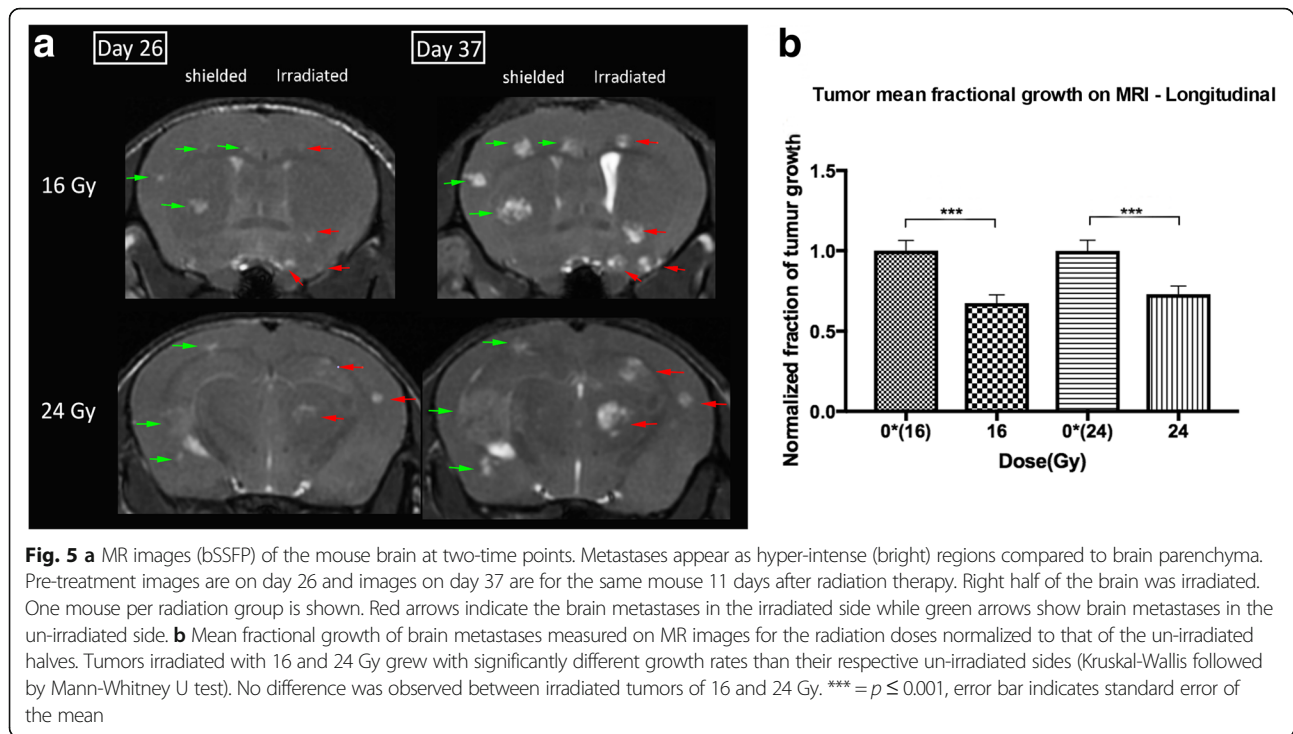 a
Day 26
Day 37
shielded Irradiated
shielded Irradiated
16 Gy
24 Gy
b
Tumor mean fractional growth on MRI - Longitudinal
Normalized fraction of tumur growth
1.5
1.0
0.5
0.0
***
***
0*(16) 16 0*(24) 24
Dose(Gy)
Fig. 5 a MR images (bSSFP) of the mouse brain at two-time points. Metastases appear as hyper-intense (bright) regions compared to brain parenchyma.
Pre-treatment images are on day 26 and images on day 37 are for the same mouse 11 days after radiation therapy. Right half of the brain was irradiated.
One mouse per radiation group is shown. Red arrows indicate the brain metastases in the irradiated side while green arrows show brain metastases in the
un-irradiated side. b Mean fractional growth of brain metastases measured on MR images for the radiation doses normalized to that of the un-irradiated
halves. Tumors irradiated with 16 and 24 Gy grew with significantly different growth rates than their respective un-irradiated sides (Kruskal-Wallis followed
by Mann-Whitney U test). No difference was observed between irradiated tumors of 16 and 24 Gy. *** = p ≤ 0.001, error bar indicates standard error of
the mean